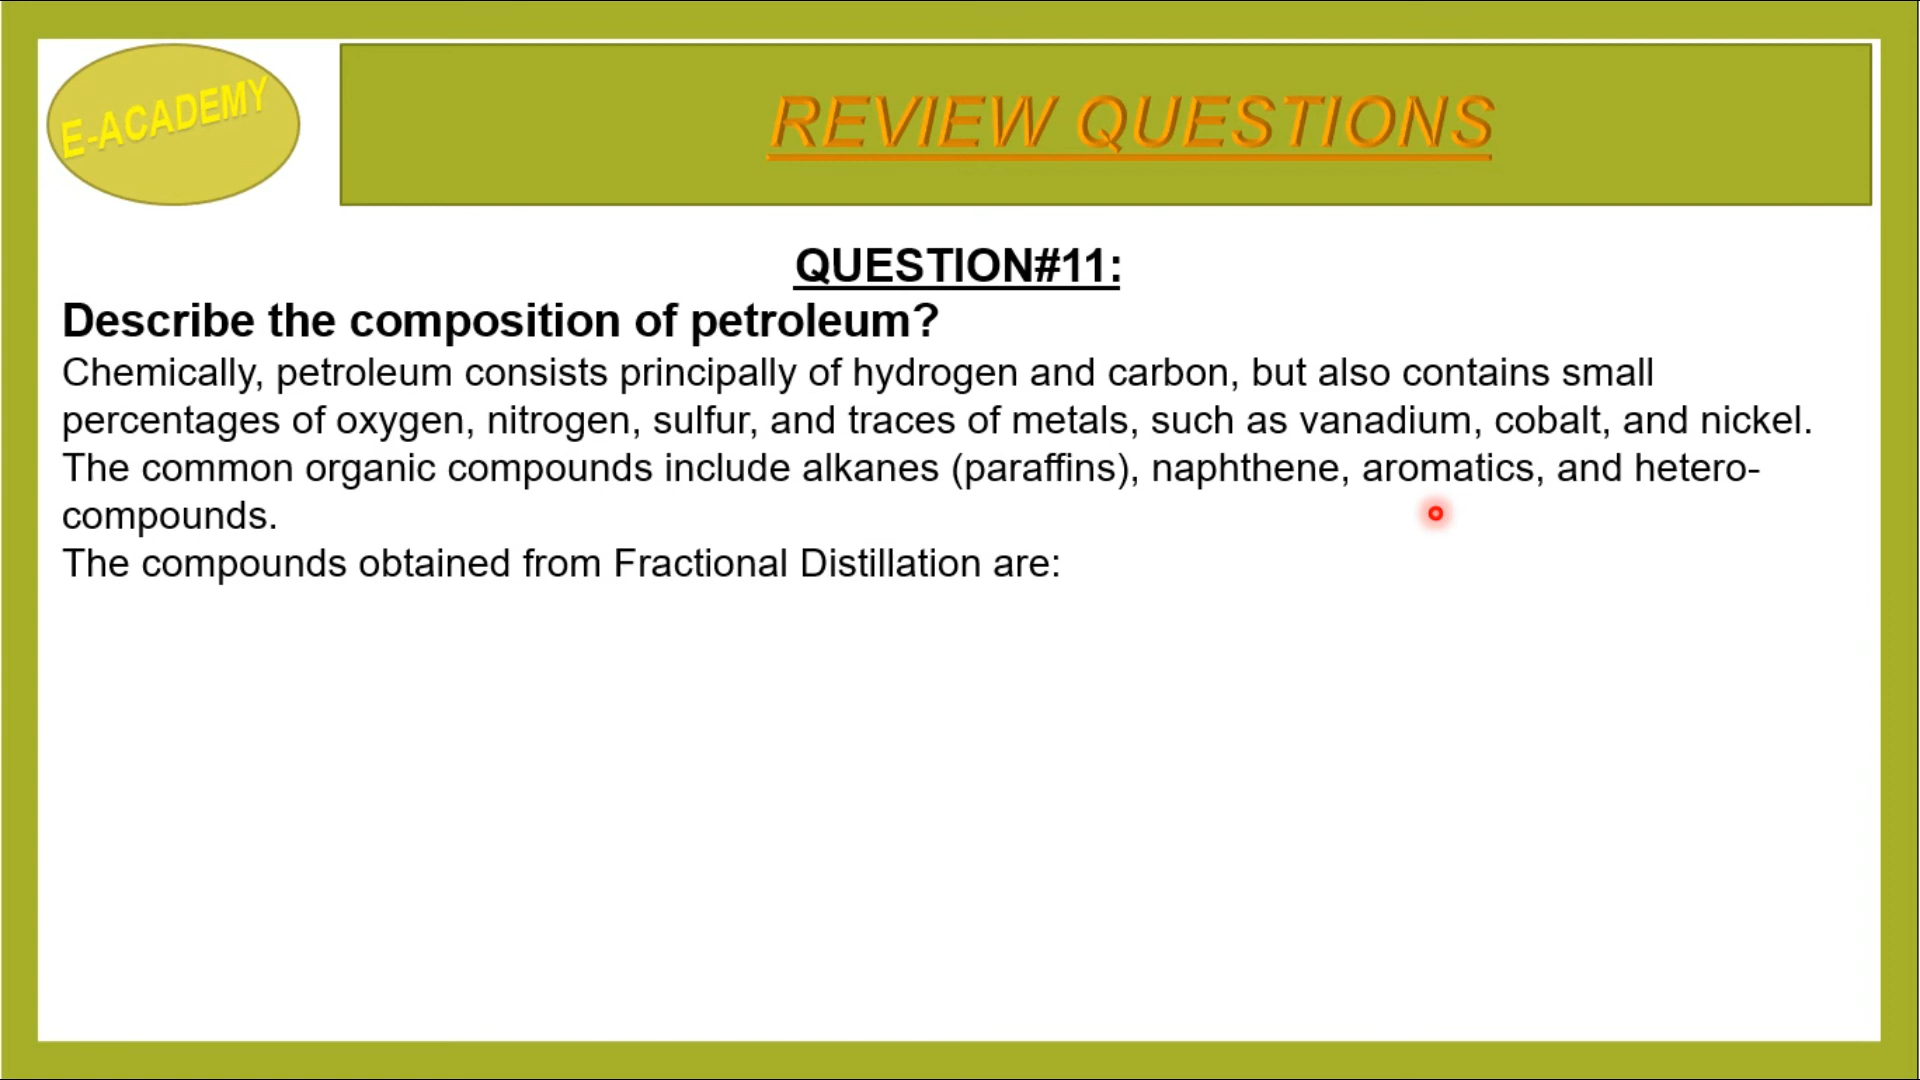 E-ACADEMY
REVIEW QUESTIONS
QUESTION#11:
Describe the composition of petroleum?
Chemically, petroleum consists principally of hydrogen and carbon, but also contains small
percentages of oxygen, nitrogen, sulfur, and traces of metals, such as vanadium, cobalt, and nickel.
The common organic compounds include alkanes (paraffins), naphthene, aromatics, and hetero-
compounds.
The compounds obtained from Fractional Distillation are: